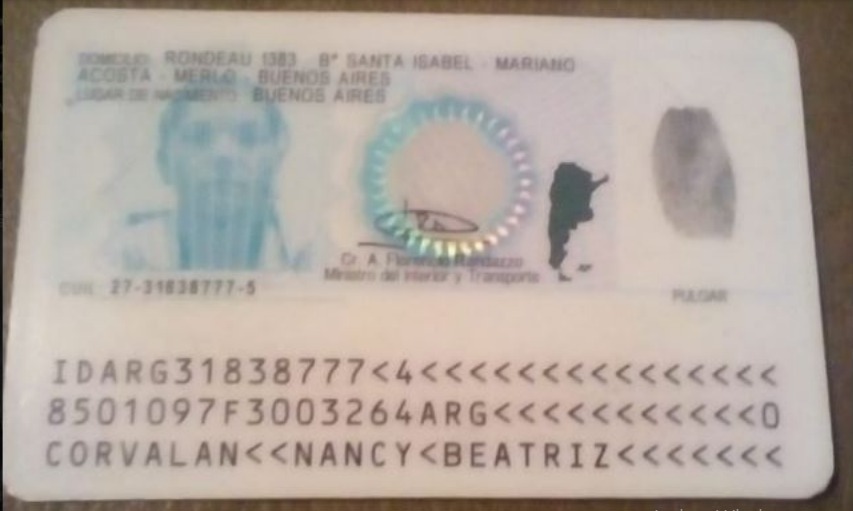 DOMICILIO: RONDEAU 1383 Bº SANTA ISABEL - MARIANO
ACOSTA - MERLO - BUENOS AIRES
LUGAR DE NACIMIENTO: BUENOS AIRES
Cr. A. Florencio Randazzo
Ministro del Interior y Transporte
CUIL: 27-31838777-5
PULGAR
IDARG31838777<4<<<<<<<<<<<<<<<
8501097F3003264ARG<<<<<<<<<<<0
CORVALAN<<NANCY<BEATRIZ<<<<<<<